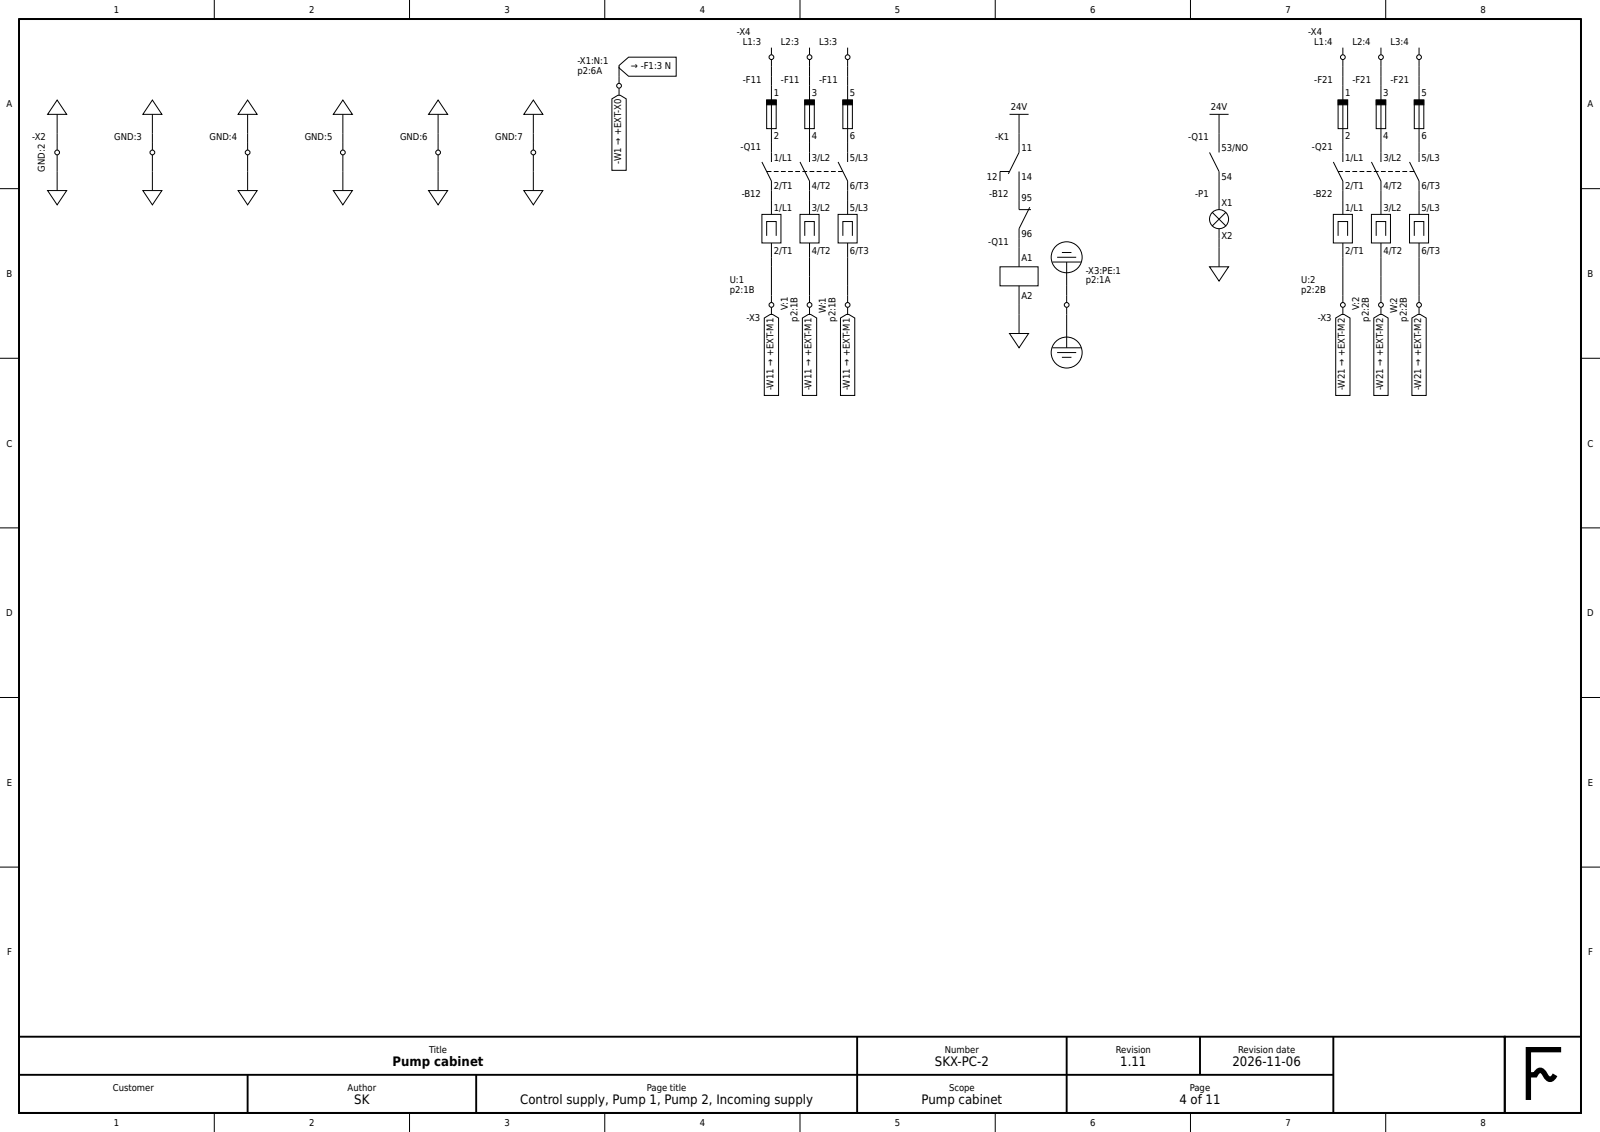 1 2 3 4 5 6 7 8
A
B
C
D
E
F
-X2
GND:2
GND:3
GND:4
GND:5
GND:6
GND:7
-X1:N:1
p2:6A
→ -F1:3 N
-W1 → +EXT-X0
-X4
L1:3 L2:3 L3:3
-F11 -F11 -F11
1 3 5
2 4 6
-Q11
1/L1 3/L2 5/L3
2/T1 4/T2 6/T3
-B12
1/L1 3/L2 5/L3
2/T1 4/T2 6/T3
U:1
p2:1B
V:1
p2:1B
W:1
p2:1B
-X3
-W11 → +EXT-M1
-W11 → +EXT-M1
-W11 → +EXT-M1
24V
-K1
11
12
14
-B12
95
96
-Q11
A1
A2
-X3:PE:1
p2:1A
24V
-Q11
53/NO
54
-P1
X1
X2
-X4
L1:4 L2:4 L3:4
-F21 -F21 -F21
1 3 5
2 4 6
-Q21
1/L1 3/L2 5/L3
2/T1 4/T2 6/T3
-B22
1/L1 3/L2 5/L3
2/T1 4/T2 6/T3
U:2
p2:2B
V:2
p2:2B
W:2
p2:2B
-X3
-W21 → +EXT-M2
-W21 → +EXT-M2
-W21 → +EXT-M2
A
B
C
D
E
F
Title
Pump cabinet
Number
SKX-PC-2
Revision
1.11
Revision date
2026-11-06
Customer
Author
SK
Page title
Control supply, Pump 1, Pump 2, Incoming supply
Scope
Pump cabinet
Page
4 of 11
1 2 3 4 5 6 7 8